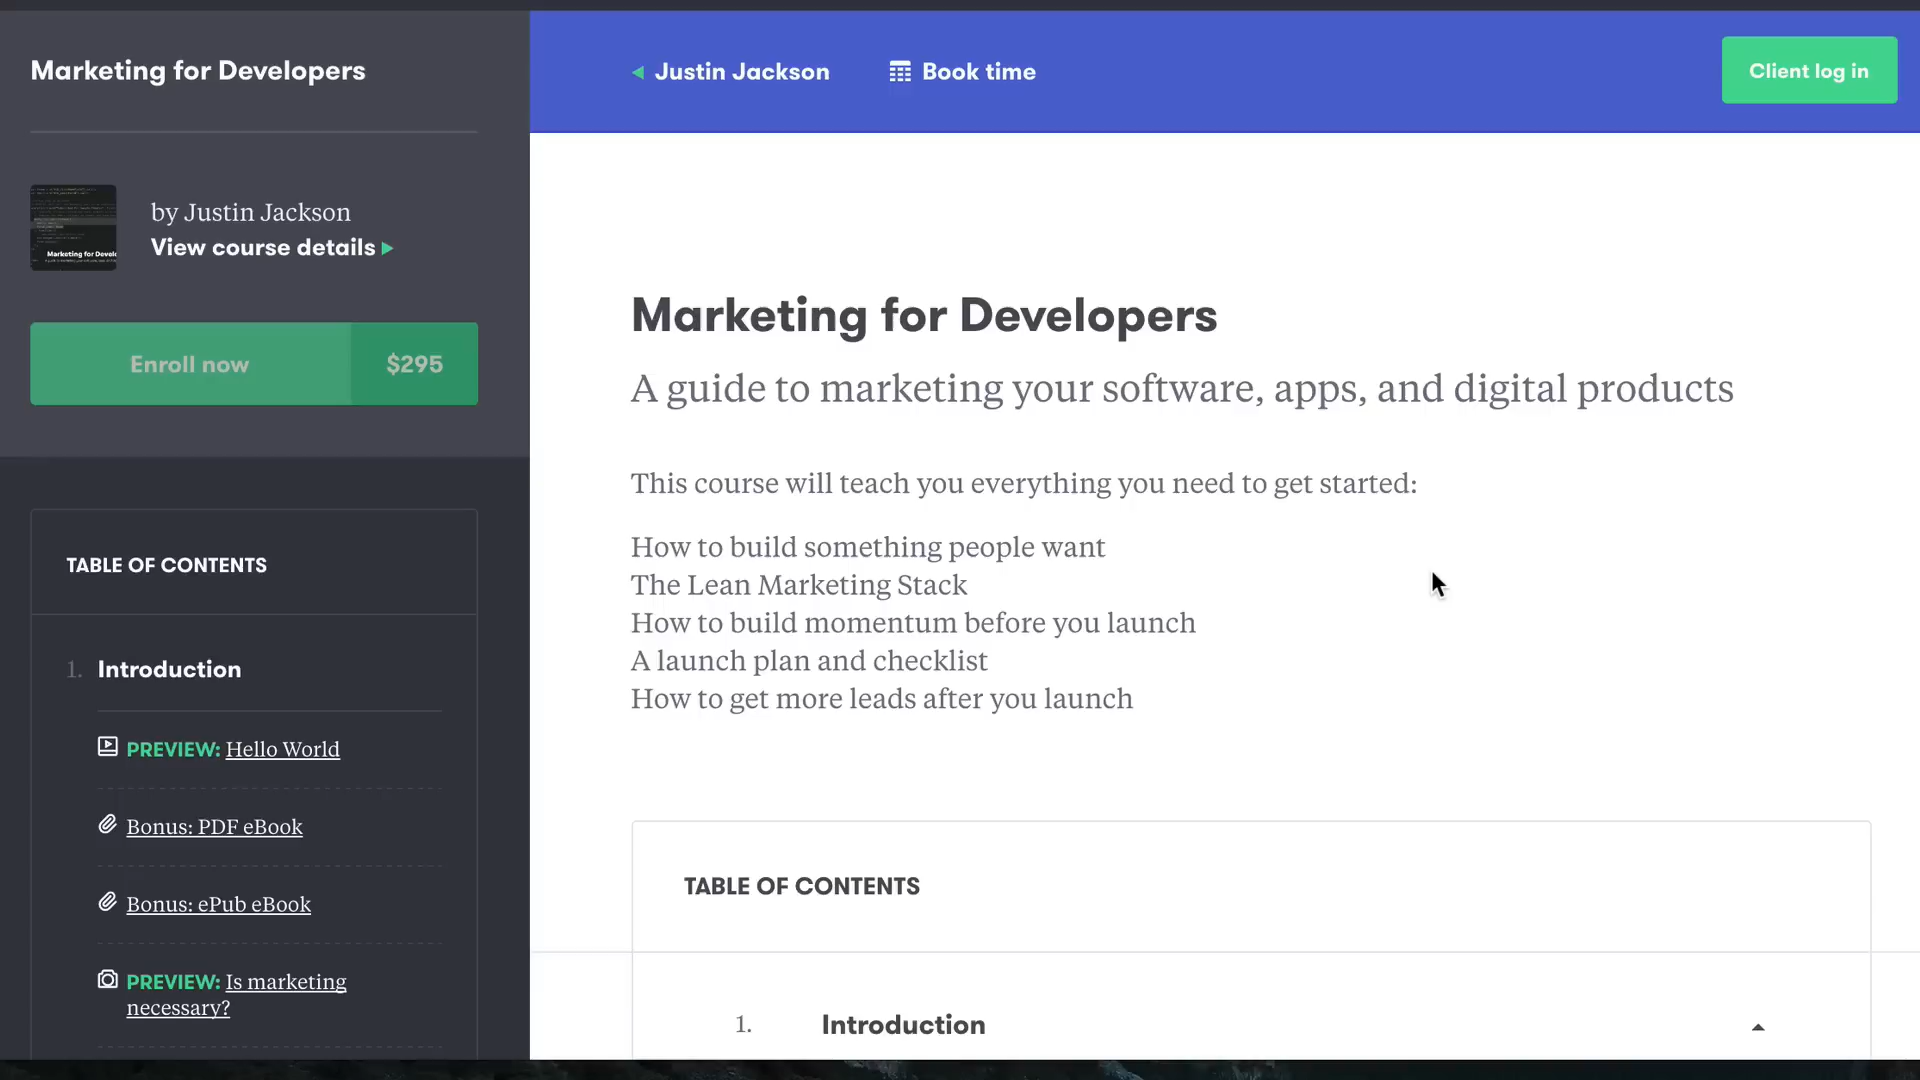 Marketing for Developers
by Justin Jackson
View course details
Enroll now $295
TABLE OF CONTENTS
1. Introduction
PREVIEW: Hello World
Bonus: PDF eBook
Bonus: ePub eBook
PREVIEW: Is marketing
necessary?
Justin Jackson
Book time
Client log in
Marketing for Developers
A guide to marketing your software, apps, and digital products
This course will teach you everything you need to get started:
How to build something people want
The Lean Marketing Stack
How to build momentum before you launch
A launch plan and checklist
How to get more leads after you launch
TABLE OF CONTENTS
1. Introduction